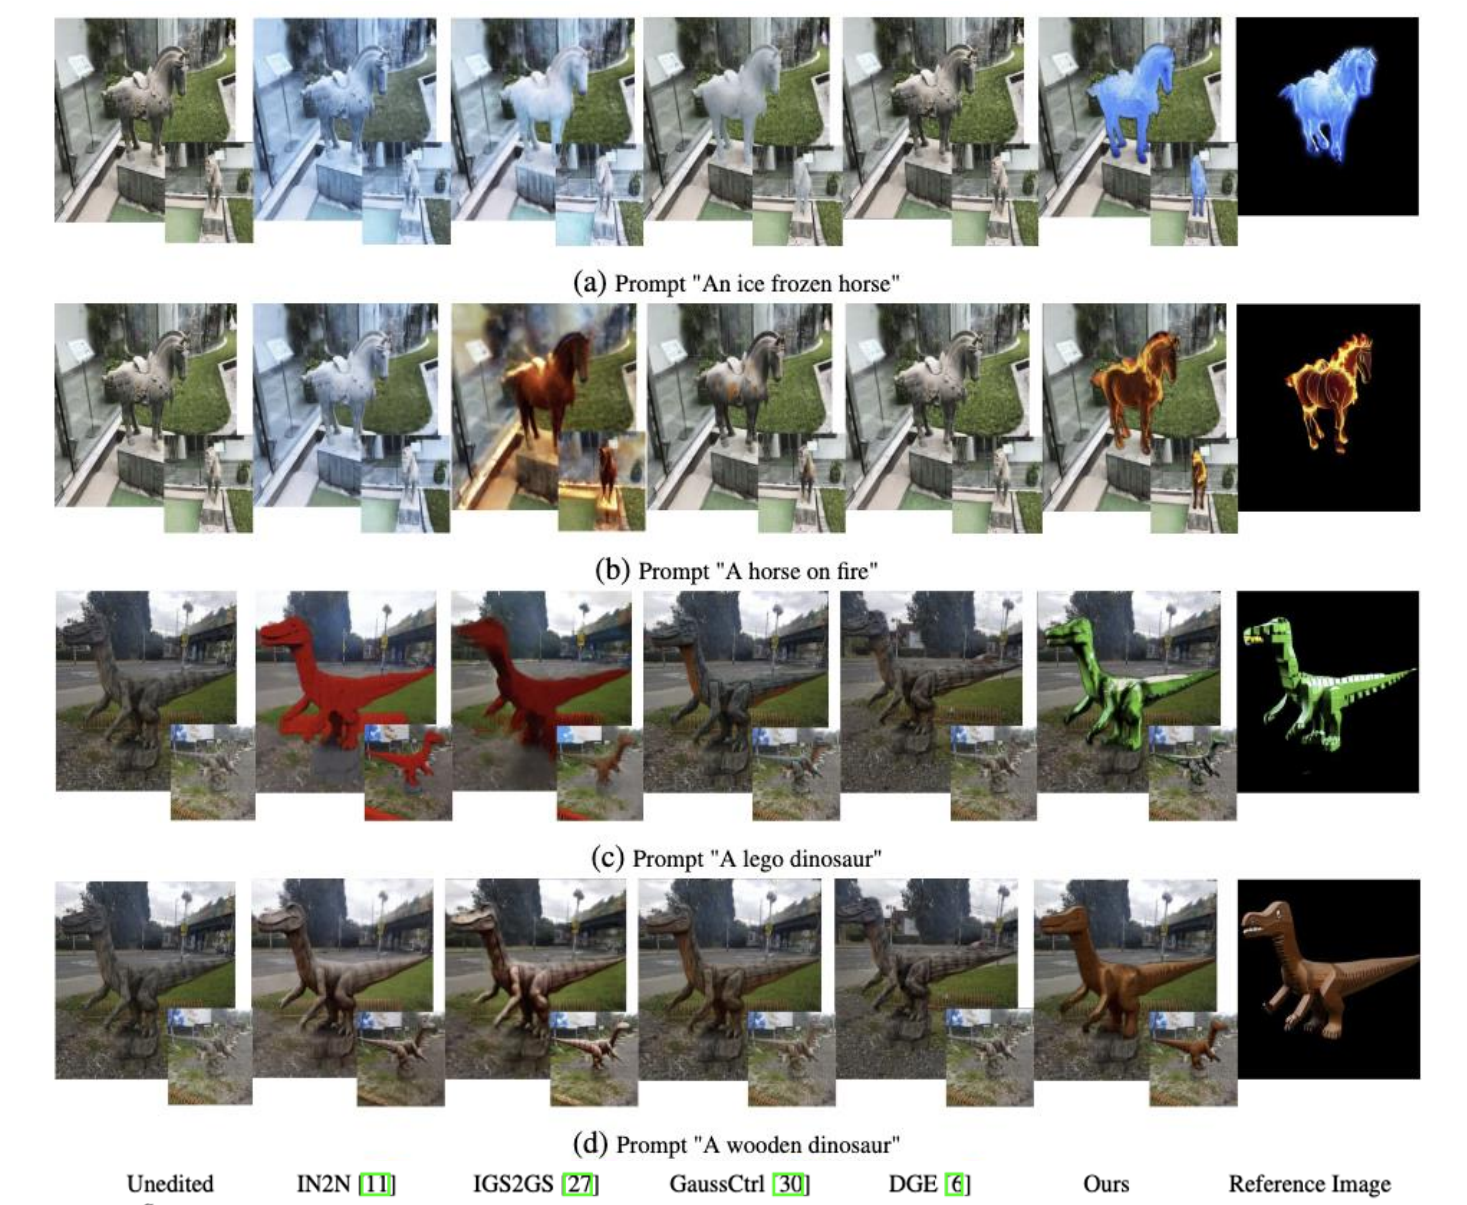 (a) Prompt "An ice frozen horse"
(b) Prompt "A horse on fire"
(c) Prompt "A lego dinosaur"
(d) Prompt "A wooden dinosaur"
Unedited IN2N [11] IGS2GS [27] GaussCtrl [30] DGE [6] Ours Reference Image